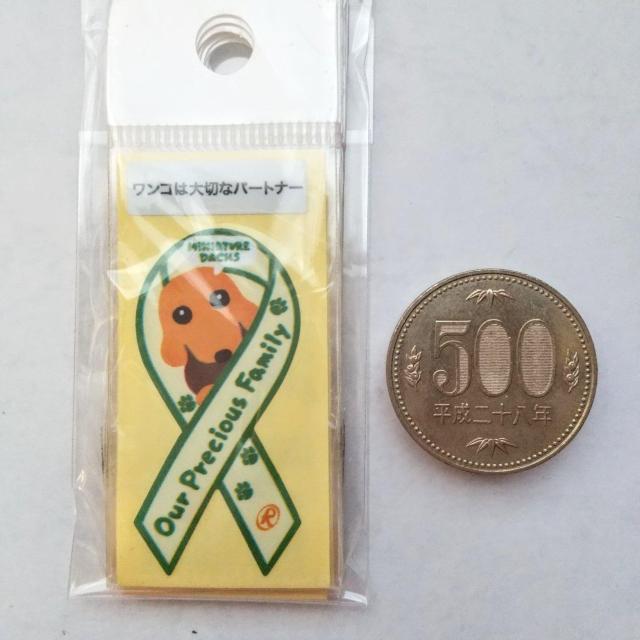 ワンコは大切なパートナー
MINIATURE
DACHS
Our Precious Family
R
500
平成二十八年